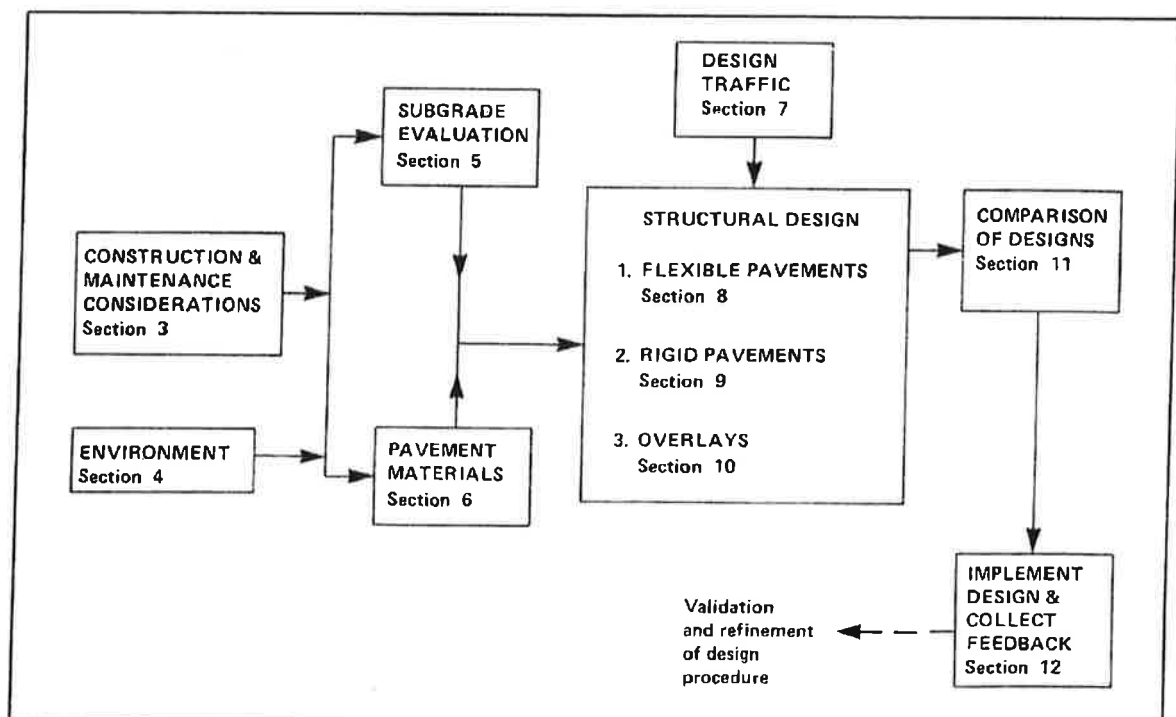 DESIGN
TRAFFIC
Section 7
SUBGRADE
EVALUATION
Section 5
STRUCTURAL DESIGN
1. FLEXIBLE PAVEMENTS
Section 8
2. RIGID PAVEMENTS
Section 9
3. OVERLAYS
Section 10
COMPARISON
OF DESIGNS
Section 11
CONSTRUCTION &
MAINTENANCE
CONSIDERATIONS
Section 3
ENVIRONMENT
Section 4
PAVEMENT
MATERIALS
Section 6
IMPLEMENT
DESIGN &
COLLECT
FEEDBACK
Section 12
Validation
and refinement
of design
procedure